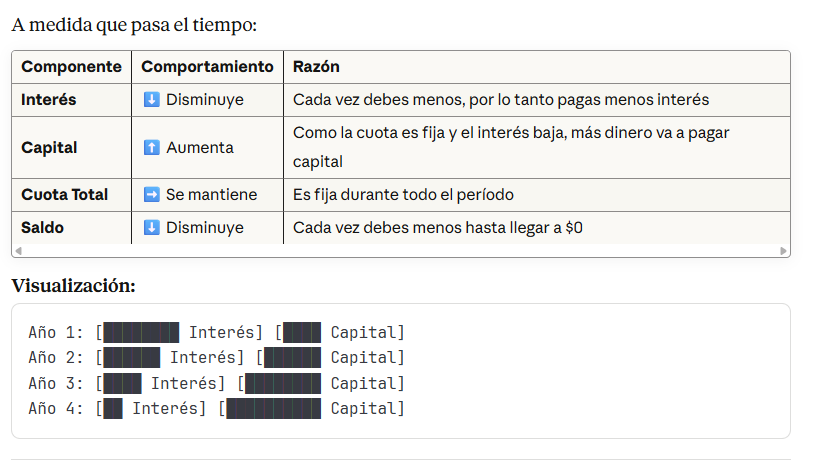 A medida que pasa el tiempo:
Componente Comportamiento Razón
Interés ⬇️ Disminuye Cada vez debes menos, por lo tanto pagas menos interés
Capital ⬆️ Aumenta Como la cuota es fija y el interés baja, más dinero va a pagar
capital
Cuota Total ➡️ Se mantiene Es fija durante todo el período
Saldo ⬇️ Disminuye Cada vez debes menos hasta llegar a $0
Visualización:
Año 1: [████████ Interés] [████ Capital]
Año 2: [██████ Interés] [██████ Capital]
Año 3: [████ Interés] [████████ Capital]
Año 4: [██ Interés] [██████████ Capital]